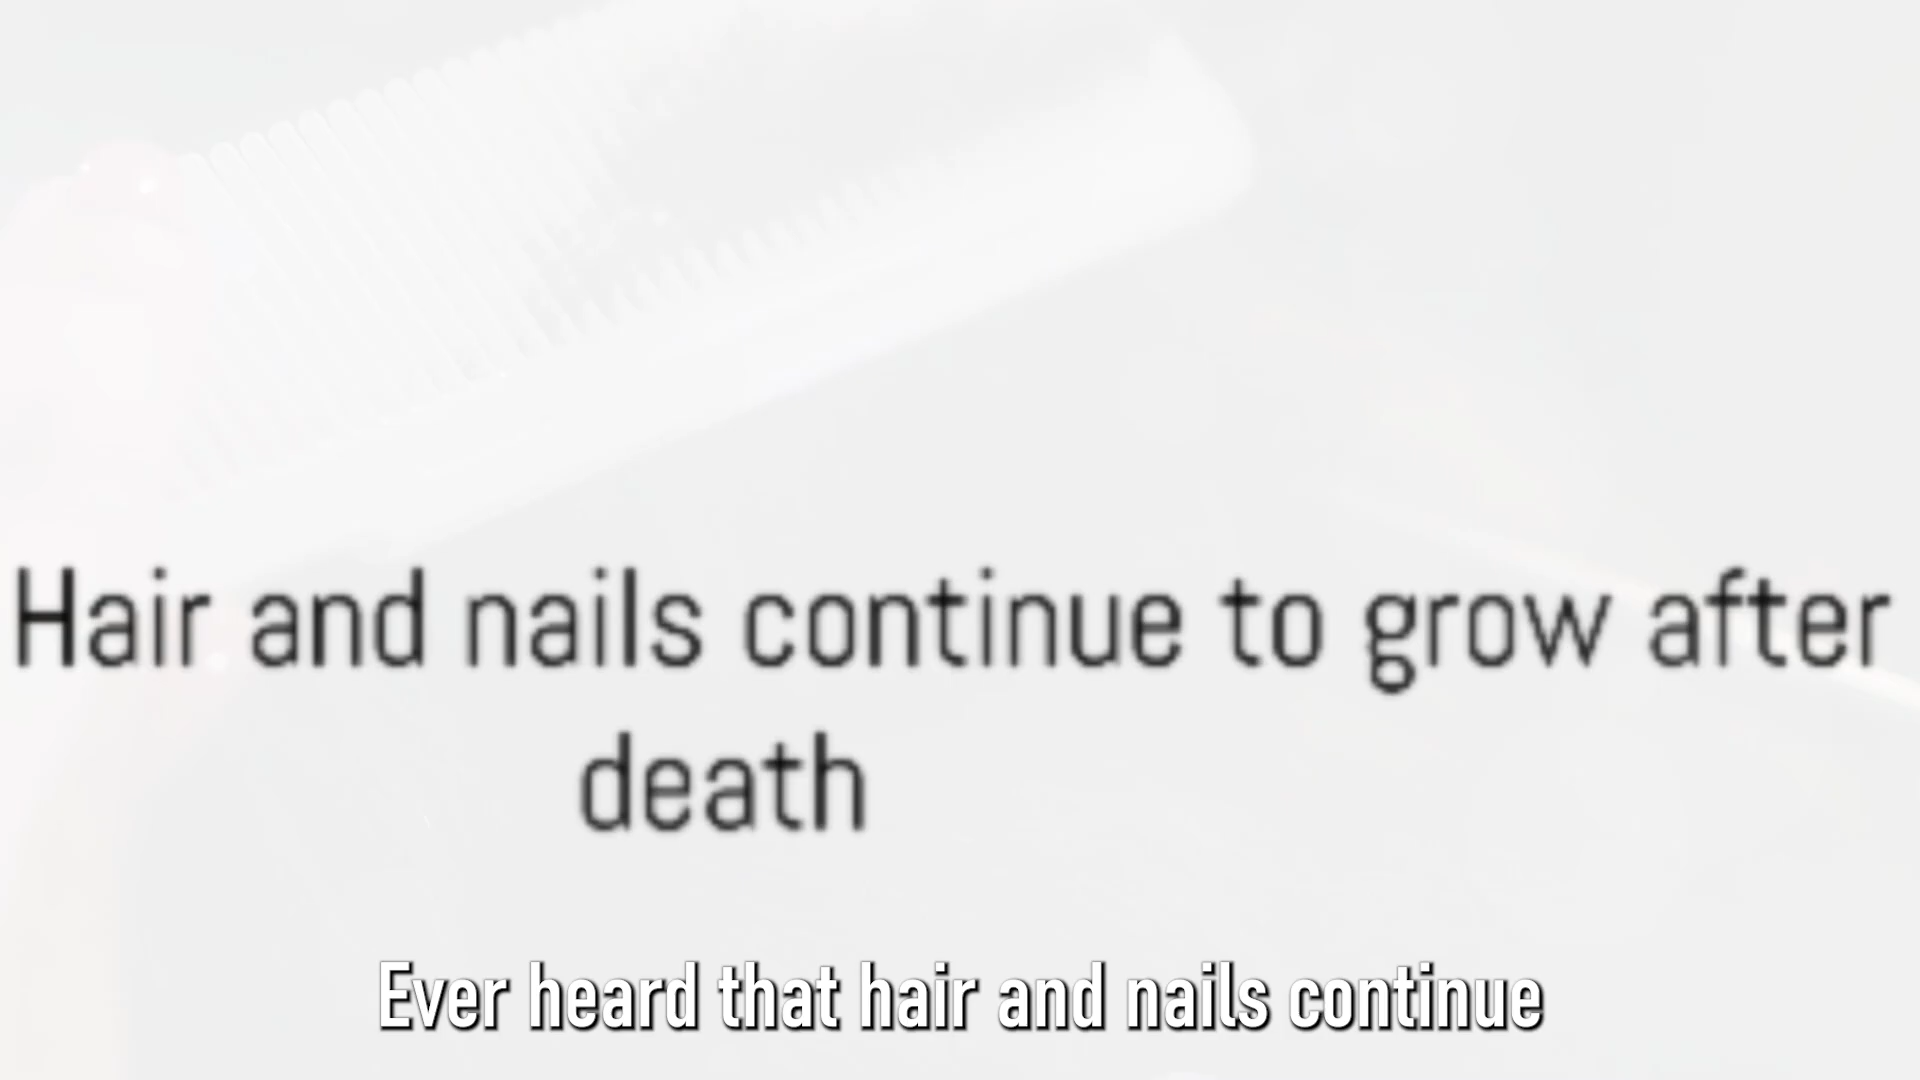 Hair and nails continue to grow after
death
Ever heard that hair and nails continue